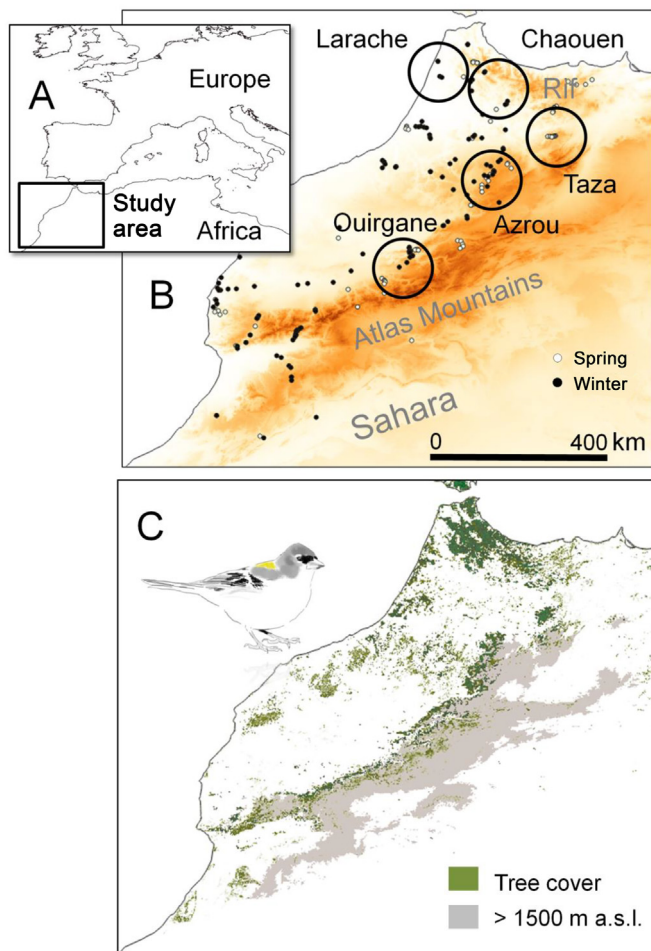 A
Europe
Study
area
Africa
B
Larache
Chaouen
Rif
Taza
Azrou
Ouirgane
Atlas Mountains
Sahara
Spring
Winter
0 400 km
C
Tree cover
> 1500 m a.s.l.